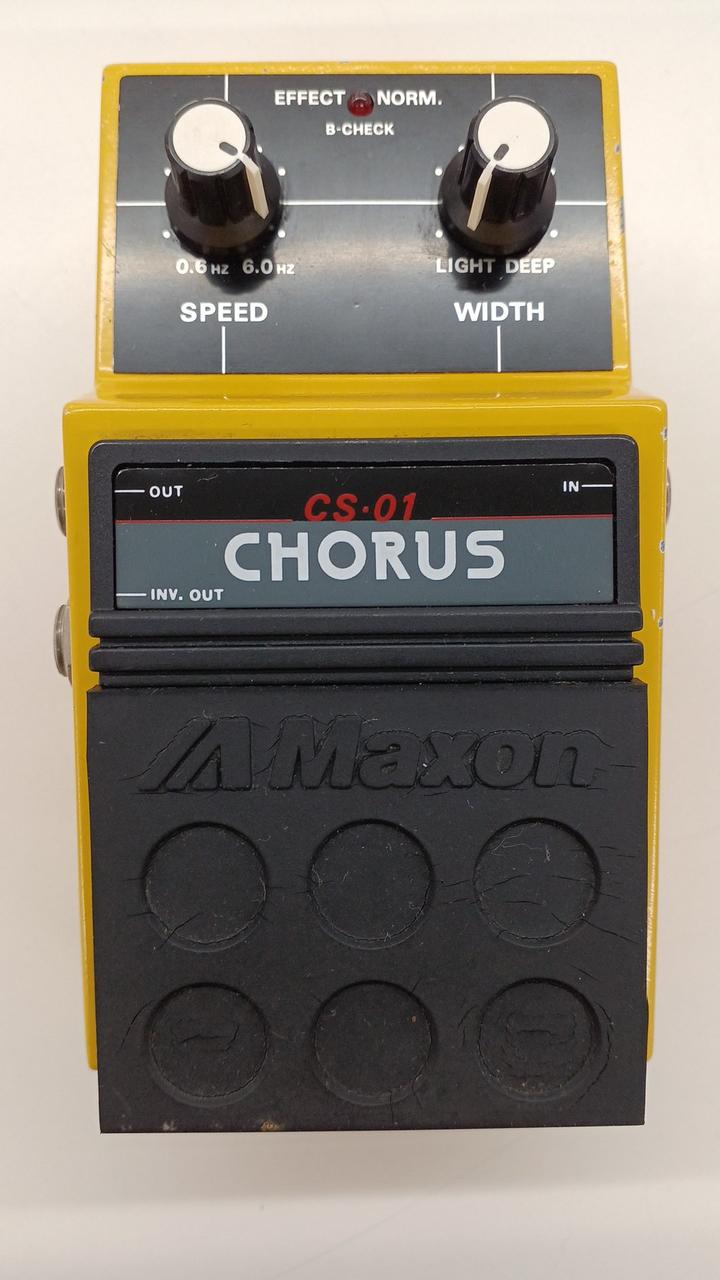 EFFECT NORM.
B-CHECK
0.6 HZ 6.0 HZ
LIGHT DEEP
SPEED
WIDTH
OUT
IN
CS·01
CHORUS
INV. OUT
Maxon